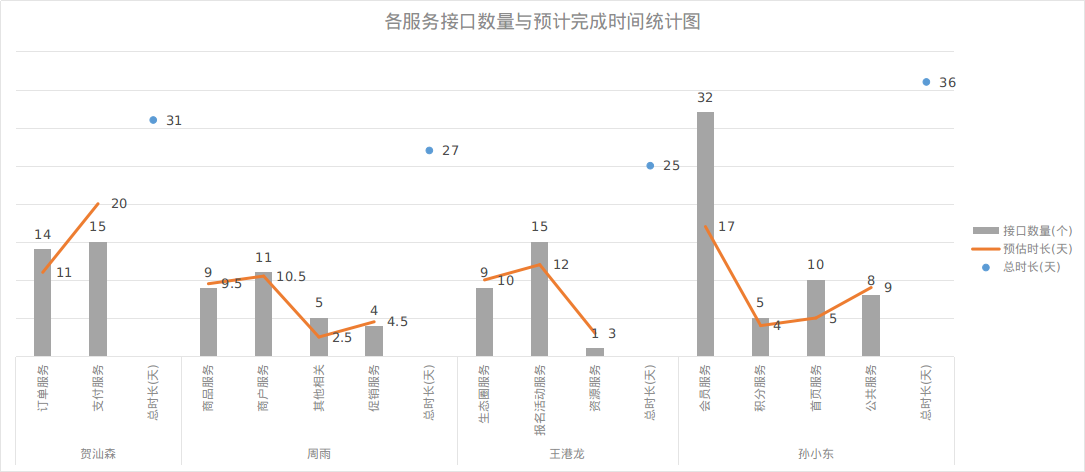 各服务接口数量与预计完成时间统计图
36
32
31
27
25
20
17
14
15
11
9
9.5
11
10.5
5
2.5
4
4.5
9
10
15
12
1
3
5
4
10
5
8
9
接口数量(个)
预估时长(天)
总时长(天)
订单服务
支付服务
总时长(天)
商品服务
商户服务
其他相关
促销服务
总时长(天)
生态圈服务
报名活动服务
资源服务
总时长(天)
会员服务
积分服务
首页服务
公共服务
总时长(天)
贺汕森
周雨
王港龙
孙小东